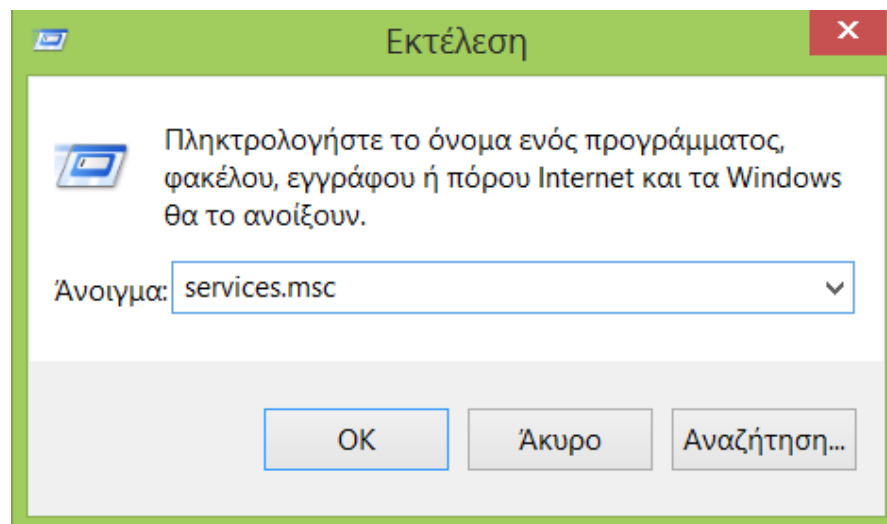 Εκτέλεση
Πληκτρολογήστε το όνομα ενός προγράμματος,
φακέλου, εγγράφου ή πόρου Internet και τα Windows
θα το ανοίξουν.
Άνοιγμα: services.msc
OK Άκυρο Αναζήτηση...